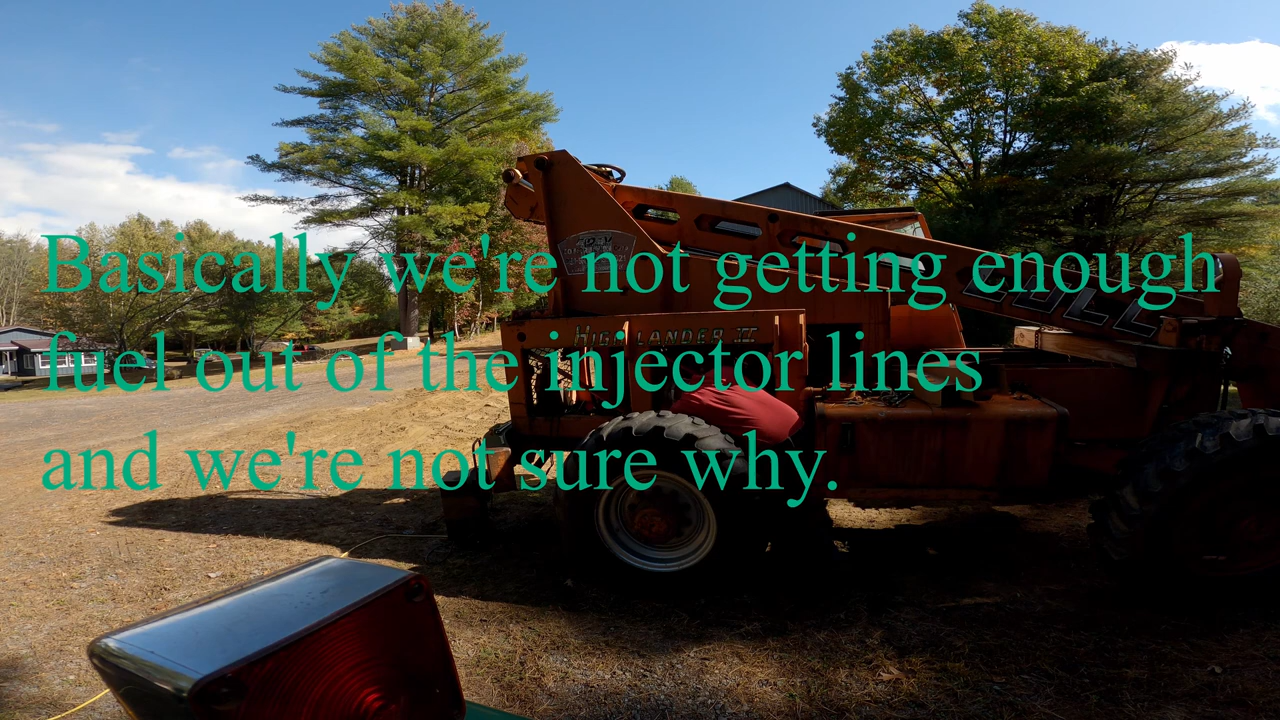 Basically we're not getting enough
fuel out of the injector lines
and we're not sure why.
HIGHLANDER II
LULL